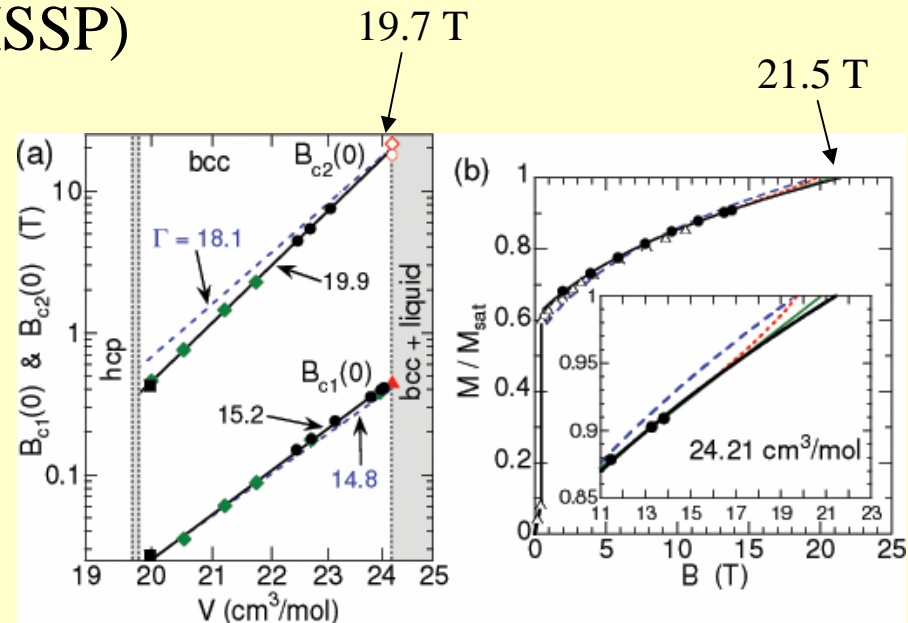 SSP)
19.7 T
21.5 T
(a)
bcc
B_c2(0)
10
Γ = 18.1
19.9
1
hcp
bcc + liquid
B_c1(0)
15.2
14.8
0.1
B_c1(0) & B_c2(0) (T)
19 20 21 22 23 24 25
V (cm³/mol)
(b)
1
0.8
0.6
0.4
0.2
0
M / M_sat
1
0.95
0.9
0.85
24.21 cm³/mol
11 13 15 17 19 21 23
0 5 10 15 20 25
B (T)